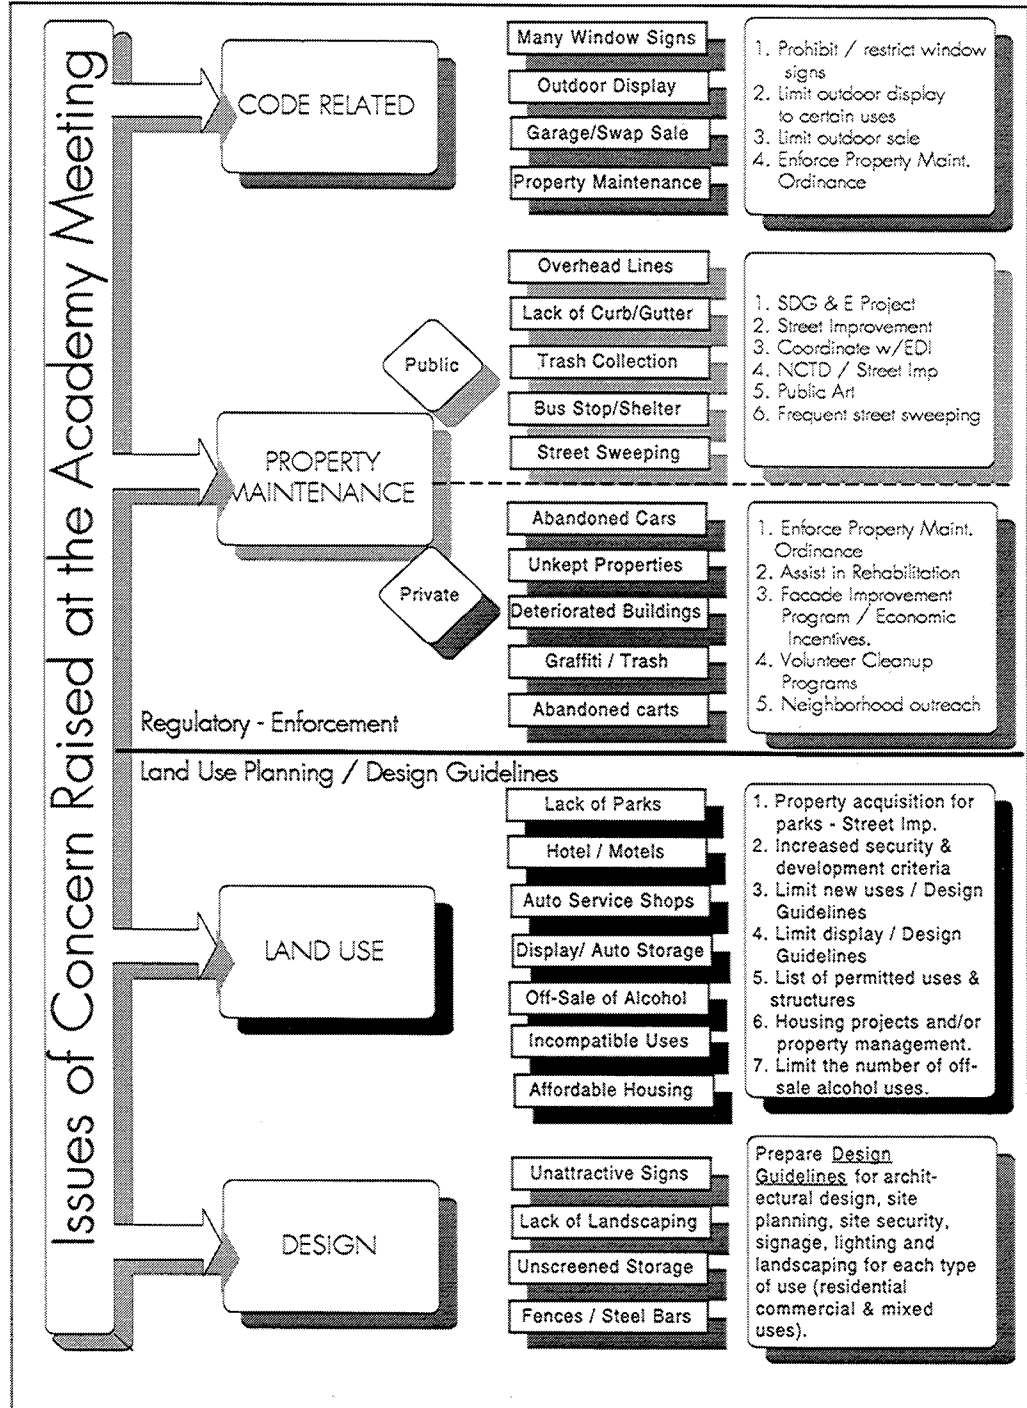 Issues of Concern Raised at the Academy Meeting
CODE RELATED
Many Window Signs
Outdoor Display
Garage/Swap Sale
Property Maintenance
1. Prohibit / restrict window
signs
2. Limit outdoor display
to certain uses
3. Limit outdoor sale
4. Enforce Property Maint.
Ordinance
PROPERTY
MAINTENANCE
Public
Overhead Lines
Lack of Curb/Gutter
Trash Collection
Bus Stop/Shelter
Street Sweeping
1. SDG & E Project
2. Street Improvement
3. Coordinate w/EDI
4. NCTD / Street Imp
5. Public Art
6. Frequent street sweeping
Private
Abandoned Cars
Unkept Properties
Deteriorated Buildings
Graffiti / Trash
Abandoned carts
1. Enforce Property Maint.
Ordinance
2. Assist in Rehabilitation
3. Facade Improvement
Program / Economic
Incentives.
4. Volunteer Cleanup
Programs
5. Neighborhood outreach
Regulatory - Enforcement
Land Use Planning / Design Guidelines
LAND USE
Lack of Parks
Hotel / Motels
Auto Service Shops
Display/ Auto Storage
Off-Sale of Alcohol
Incompatible Uses
Affordable Housing
1. Property acquisition for
parks - Street Imp.
2. Increased security &
development criteria
3. Limit new uses / Design
Guidelines
4. Limit display / Design
Guidelines
5. List of permitted uses &
structures
6. Housing projects and/or
property management.
7. Limit the number of off-
sale alcohol uses.
DESIGN
Unattractive Signs
Lack of Landscaping
Unscreened Storage
Fences / Steel Bars
Prepare Design
Guidelines for archit-
ectural design, site
planning, site security,
signage, lighting and
landscaping for each type
of use (residential
commercial & mixed
uses).